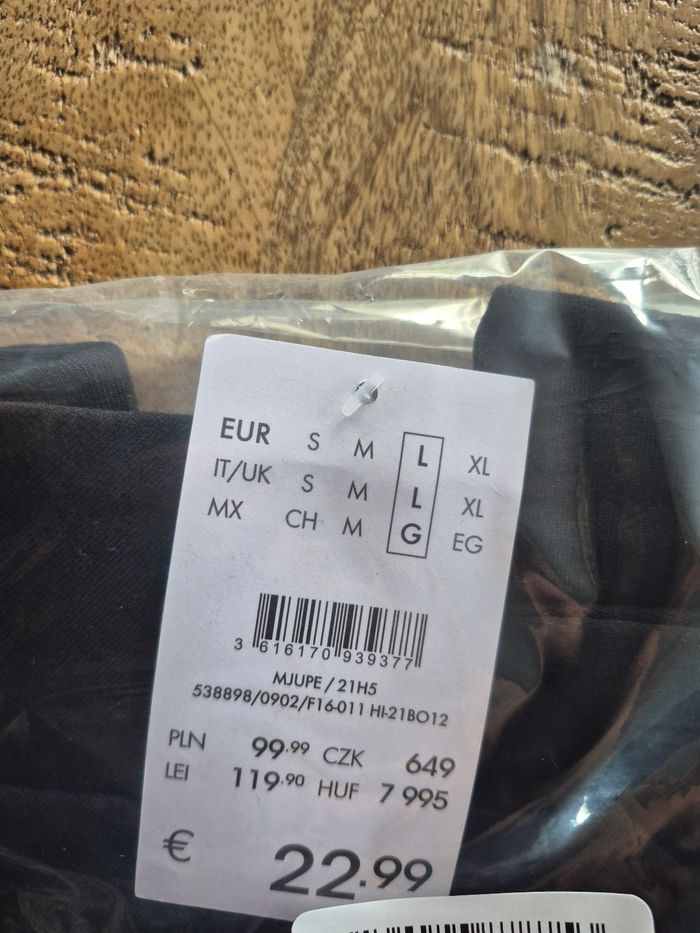 EUR S M L XL
IT/UK S M L XL
MX CH M G EG
3 616170 939377
MJUPE / 21H5
538898/0902/F16-011 HI-21BO12
PLN 99.99 CZK 649
LEI 119.90 HUF 7 995
€ 22.99